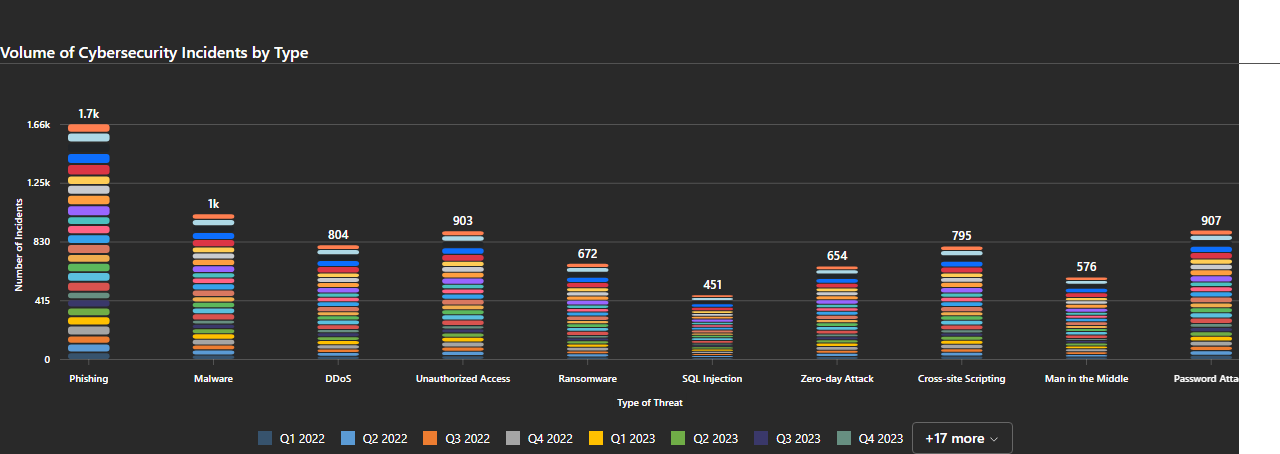 Volume of Cybersecurity Incidents by Type
1.7k
1.66k
1k
804
903
672
451
654
795
576
907
1.25k
830
415
0
Number of Incidents
Phishing
Malware
DDoS
Unauthorized Access
Ransomware
SQL Injection
Zero-day Attack
Cross-site Scripting
Man in the Middle
Password Atta
Type of Threat
Q1 2022 Q2 2022 Q3 2022 Q4 2022 Q1 2023 Q2 2023 Q3 2023 Q4 2023 +17 more